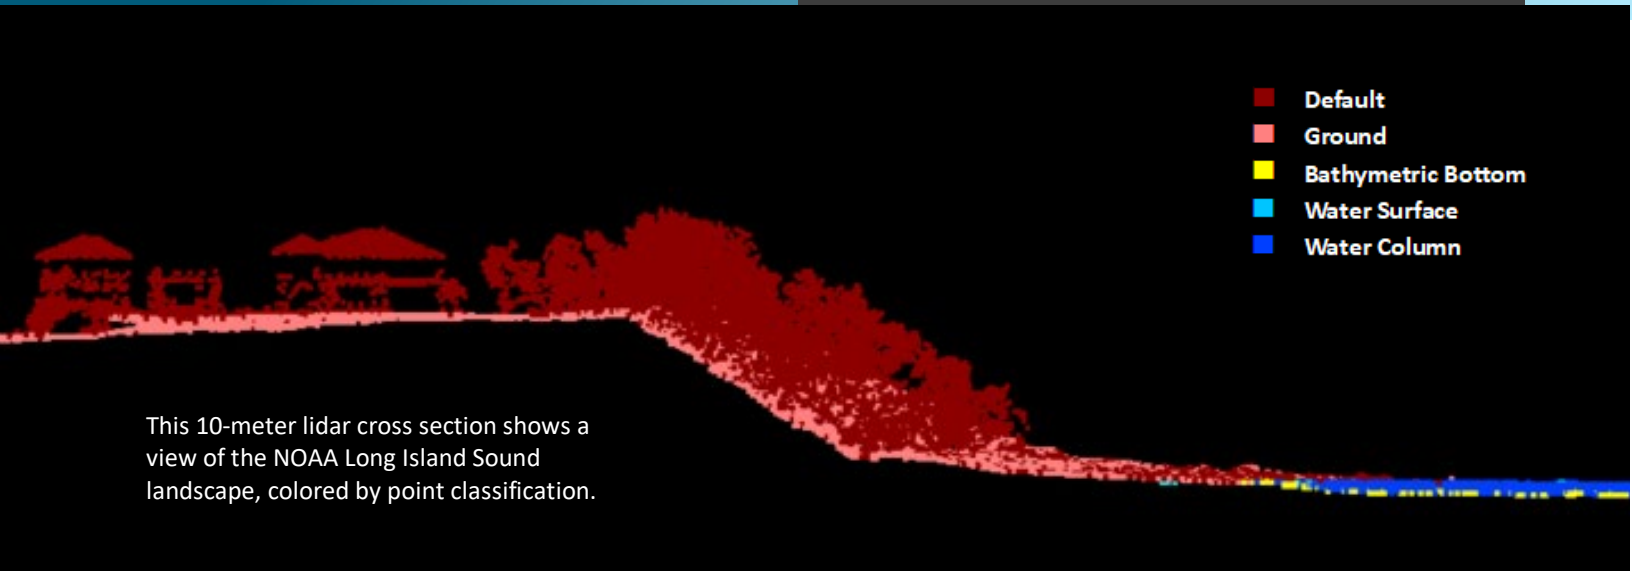 Default
Ground
Bathymetric Bottom
Water Surface
Water Column
This 10-meter lidar cross section shows a
view of the NOAA Long Island Sound
landscape, colored by point classification.